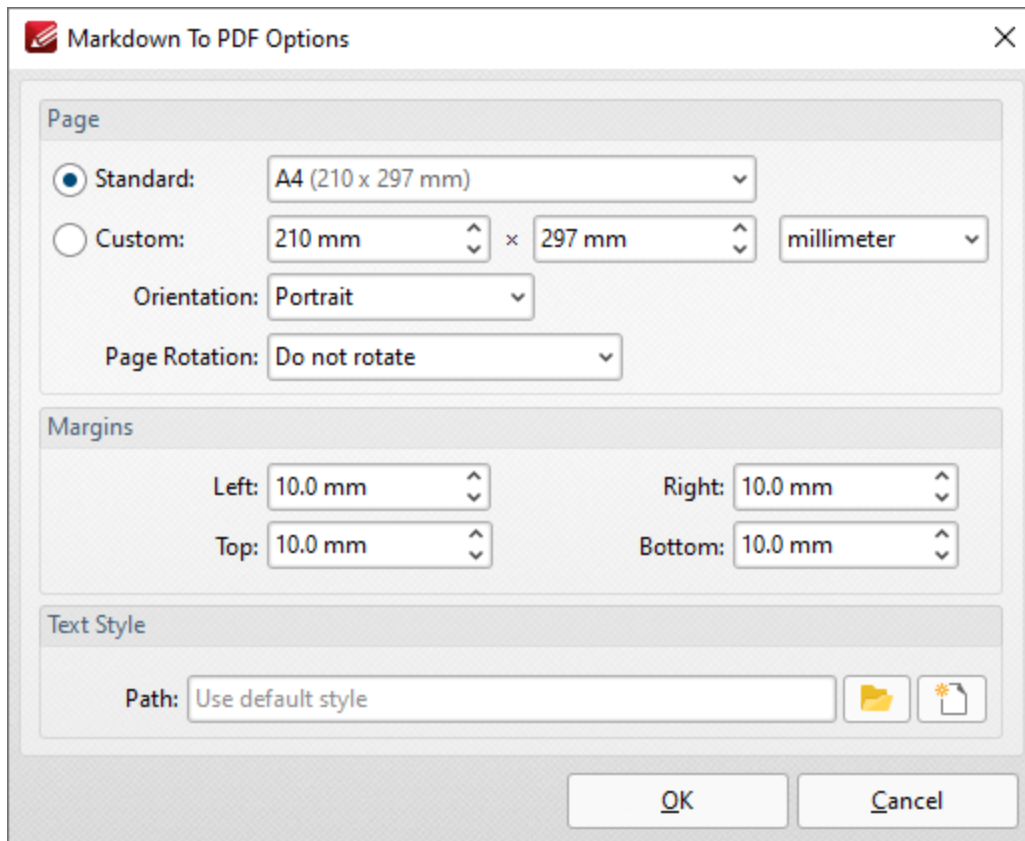 Markdown To PDF Options
Page
Standard: A4 (210 x 297 mm)
Custom: 210 mm × 297 mm millimeter
Orientation: Portrait
Page Rotation: Do not rotate
Margins
Left: 10.0 mm Right: 10.0 mm
Top: 10.0 mm Bottom: 10.0 mm
Text Style
Path: Use default style
OK Cancel